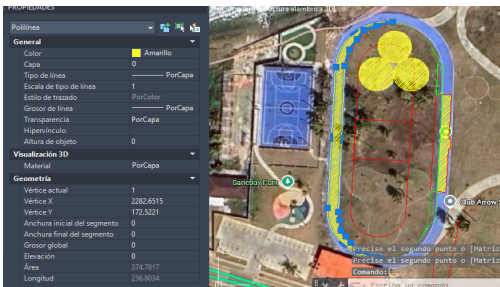 PROPIEDADES
Polilínea
General
Color Amarillo
Capa 0
Tipo de línea PorCapa
Escala de tipo de línea 1
Estilo de trazado PorColor
Grosor de línea PorCapa
Transparencia PorCapa
Hipervínculo
Altura de objeto 0
Visualización 3D
Material PorCapa
Geometría
Vértice actual 1
Vértice X 2282.6515
Vértice Y 172.5221
Anchura inicial del segmento 0
Anchura final del segmento 0
Grosor global 0
Elevación 0
Área 374.7817
Longitud 236.8034
alámbrica 2D]
Club Arrow
Precise el segundo punto o [Matriz
Precise el segundo punto o [Matriz
Comando:
Escriba un comando